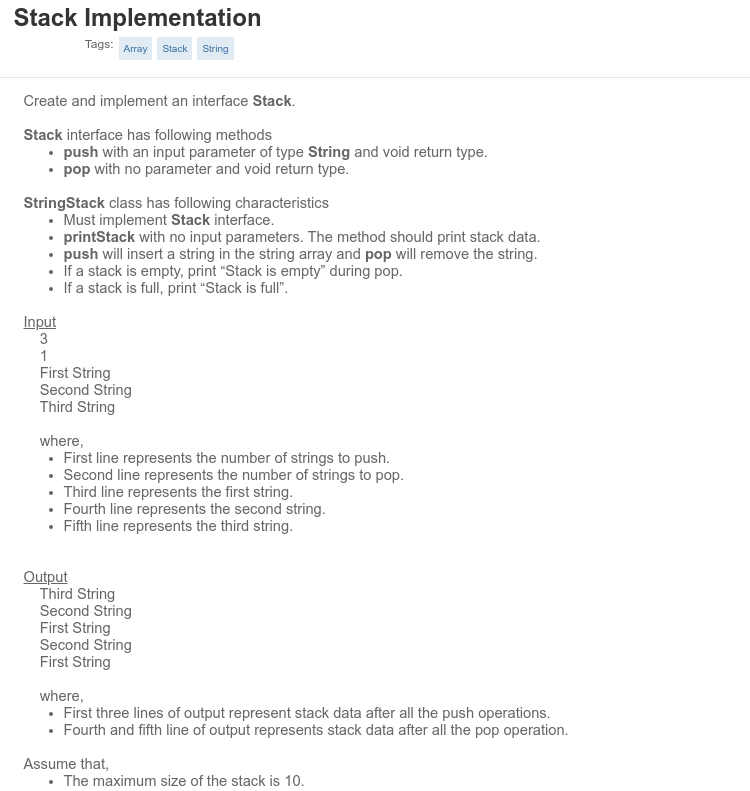 Stack Implementation
Tags: Array Stack String
Create and implement an interface Stack.
Stack interface has following methods
• push with an input parameter of type String and void return type.
• pop with no parameter and void return type.
StringStack class has following characteristics
• Must implement Stack interface.
• printStack with no input parameters. The method should print stack data.
• push will insert a string in the string array and pop will remove the string.
• If a stack is empty, print “Stack is empty” during pop.
• If a stack is full, print “Stack is full”.
Input
3
1
First String
Second String
Third String
where,
• First line represents the number of strings to push.
• Second line represents the number of strings to pop.
• Third line represents the first string.
• Fourth line represents the second string.
• Fifth line represents the third string.
Output
Third String
Second String
First String
Second String
First String
where,
• First three lines of output represent stack data after all the push operations.
• Fourth and fifth line of output represents stack data after all the pop operation.
Assume that,
• The maximum size of the stack is 10.